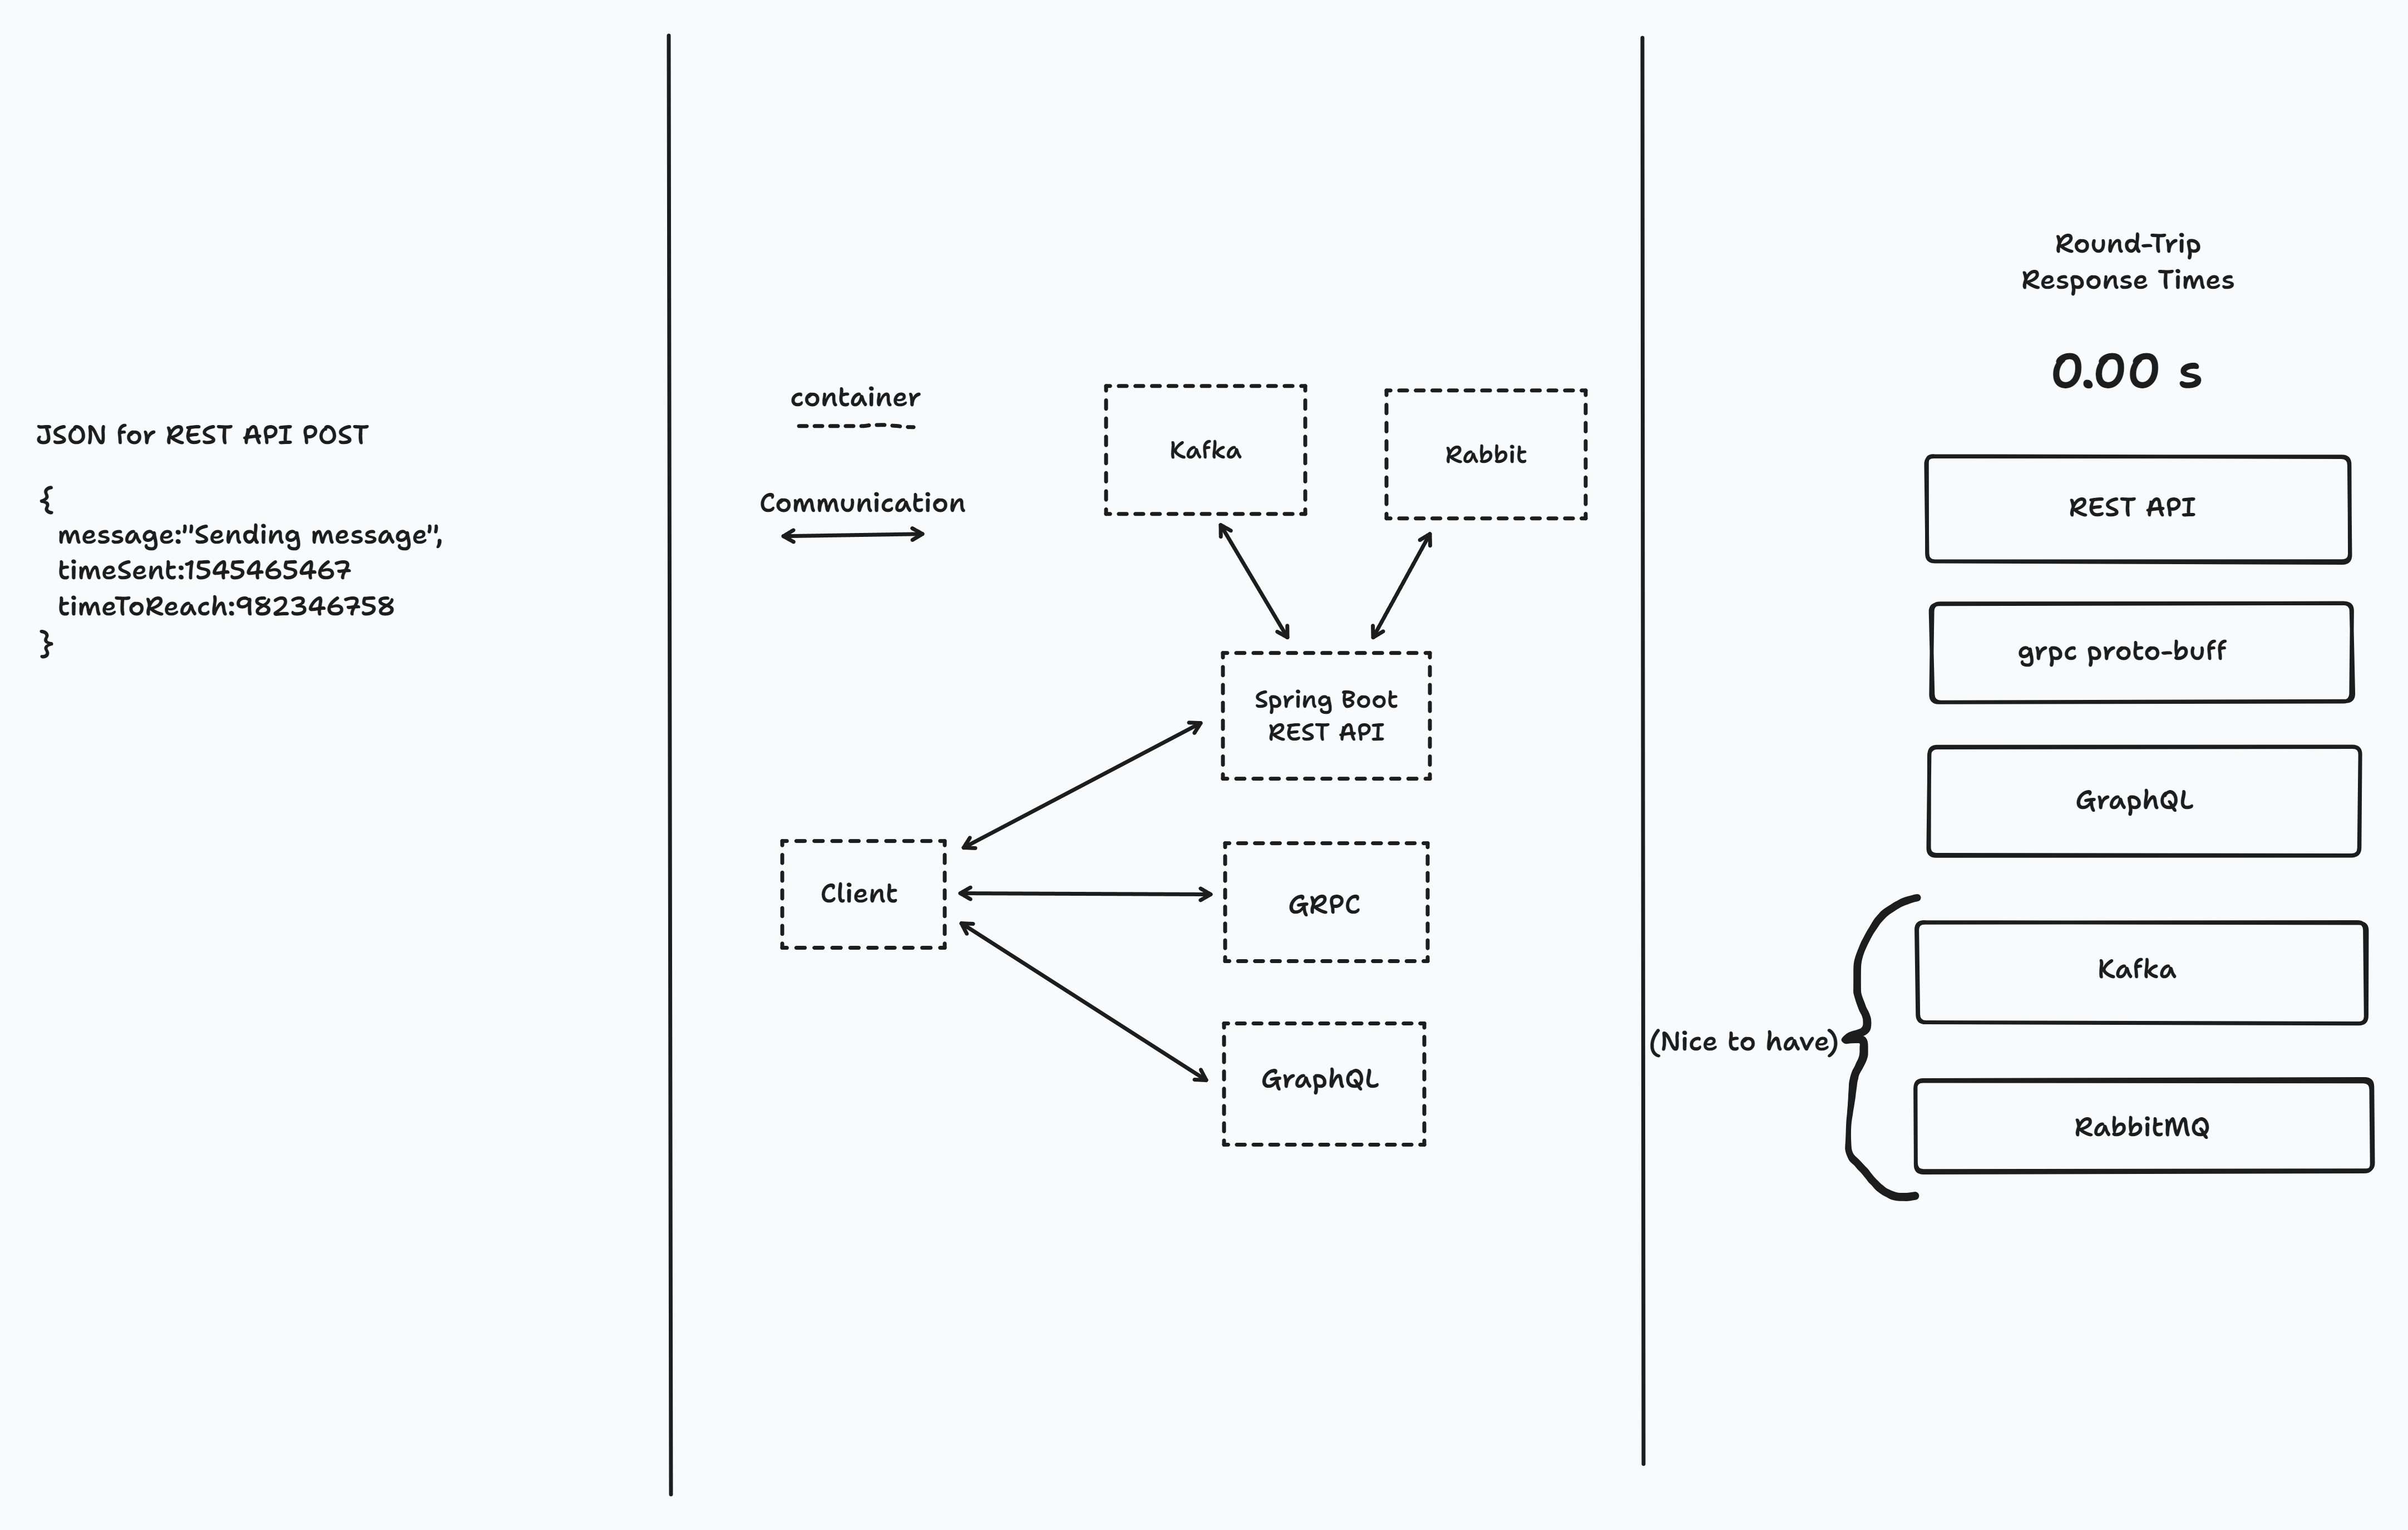 JSON for REST API POST
{
message:"Sending message",
timeSent:1545465467
timeToReach:982346758
}
container
Communication
Kafka
Rabbit
Spring Boot
REST API
Client
GRPC
GraphQL
Round-Trip
Response Times
0.00 s
REST API
grpc proto-buff
GraphQL
Kafka
(Nice to have)
RabbitMQ